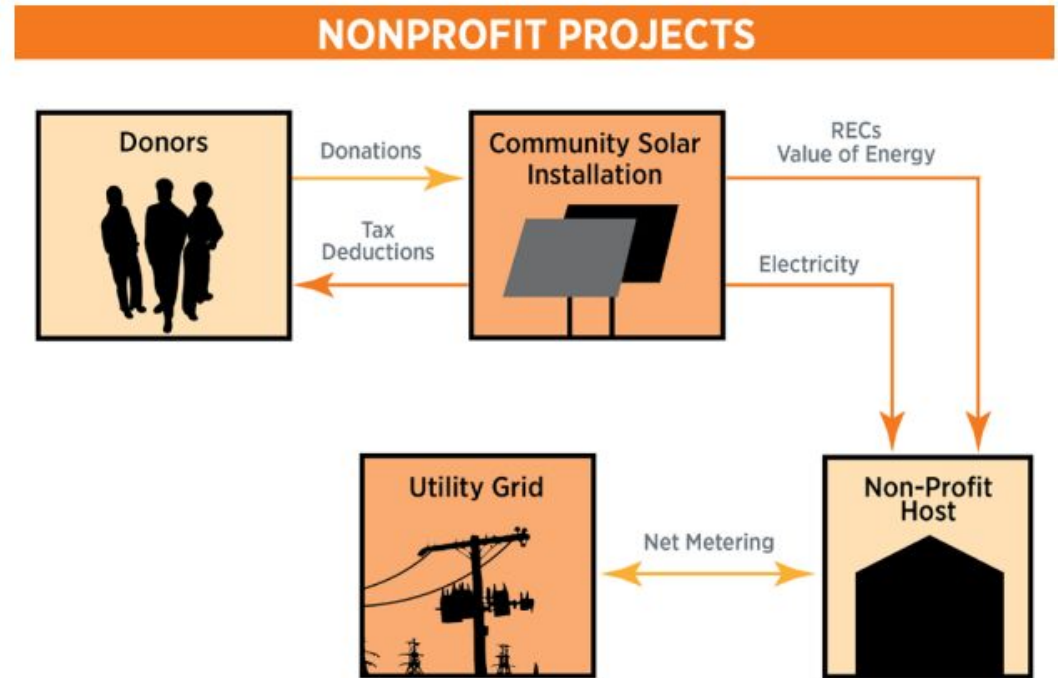 NONPROFIT PROJECTS
Donors
Donations
Tax
Deductions
Community Solar
Installation
RECs
Value of Energy
Electricity
Utility Grid
Net Metering
Non-Profit
Host